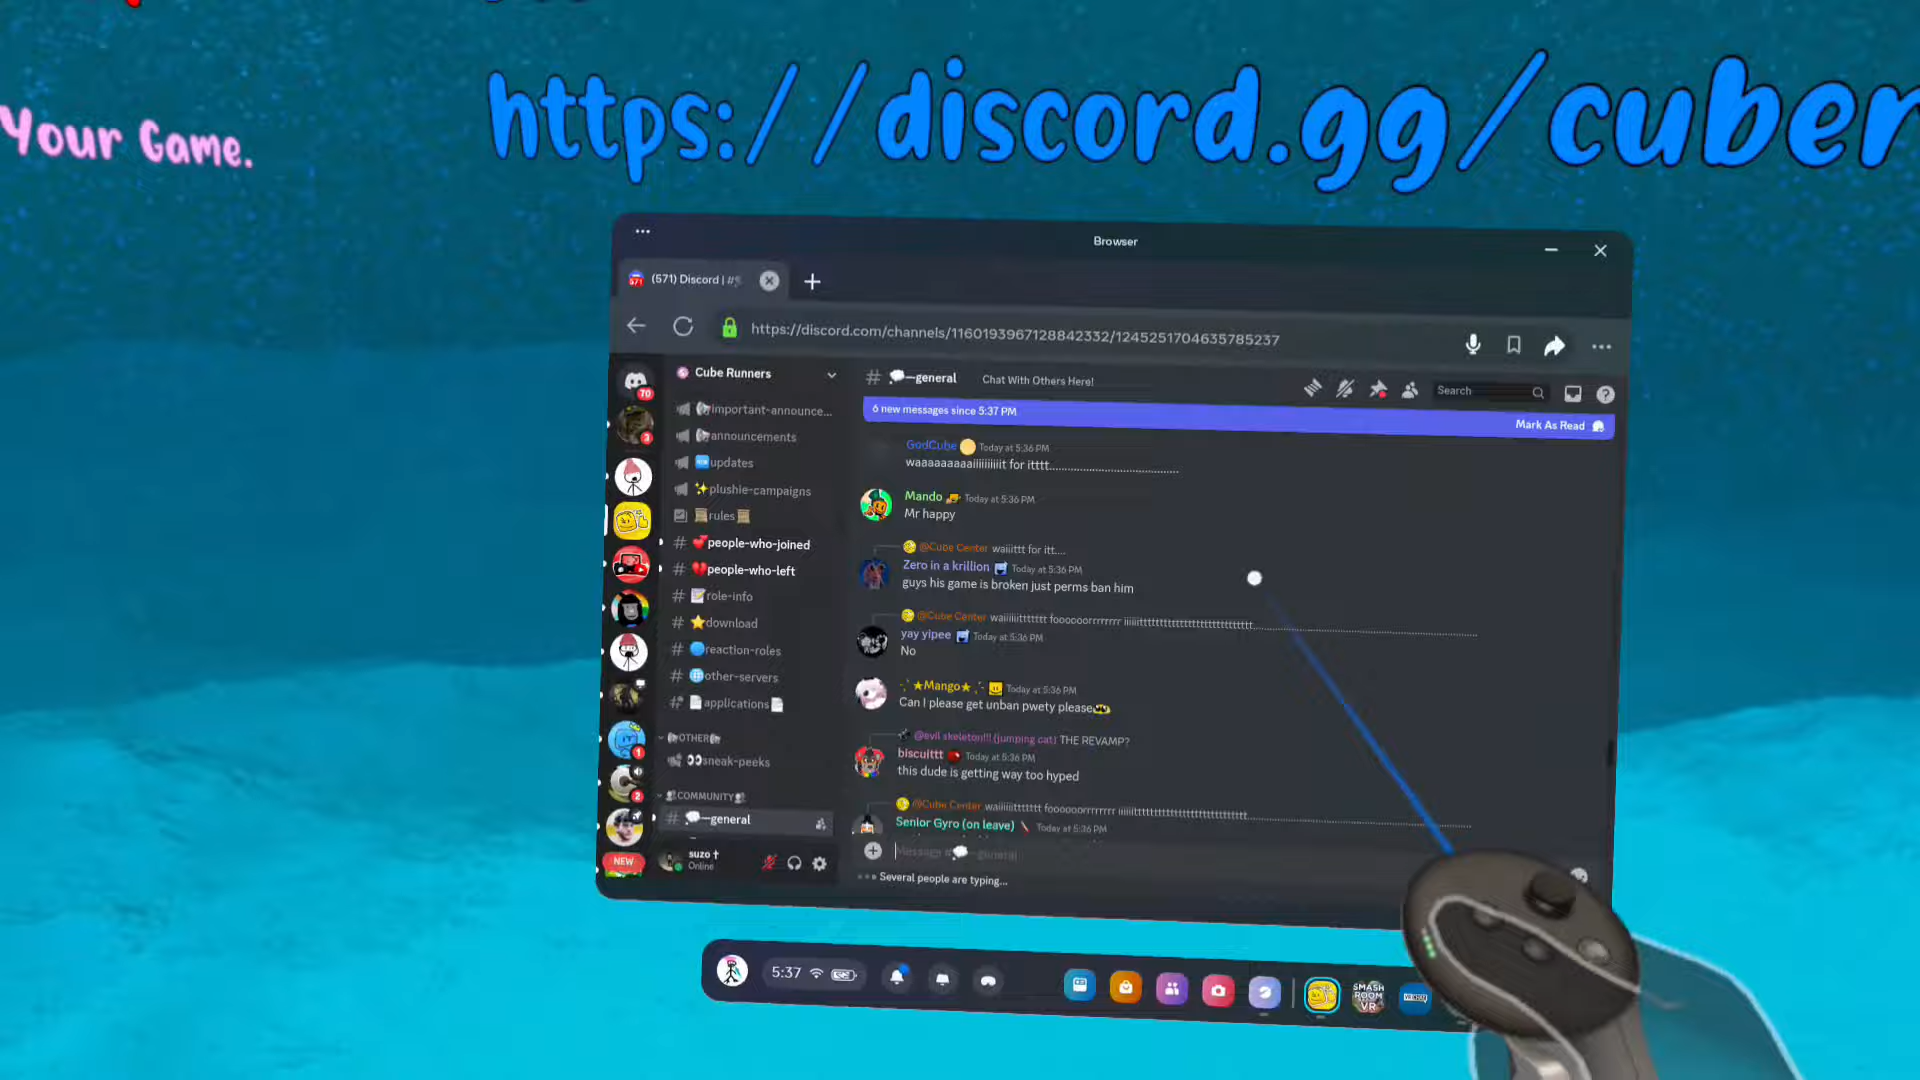 https://discord.gg/cuber
Your Game.
Browser
(571) Discord | #
https://discord.com/channels/1160193967128842332/1245251704635785237
Cube Runners
general
Chat With Others Here!
Search
6 new messages since 5:37 PM
Mark As Read
70
3
important-announce...
announcements
updates
plushie-campaigns
rules
people-who-joined
people-who-left
role-info
download
reaction-roles
other-servers
applications
OTHER
sneak-peeks
COMMUNITY
general
1
2
NEW
suzo †
Online
GodCube Today at 5:36 PM
Mando Today at 5:36 PM
Mr happy
@Cube Center waiiittt for itt....
Zero in a krillion Today at 5:36 PM
guys his game is broken just perms ban him
yay yipee Today at 5:36 PM
No
★Mango★ Today at 5:36 PM
Can I please get unban pwety please
@evil skeleton!!! (jumping cat) THE REVAMP?
biscuittt Today at 5:36 PM
this dude is getting way too hyped
@Cube Center
Senior Gyro (on leave) Today at 5:36 PM
Message # general
Several people are typing...
5:37
SMASH
ROOM
VR